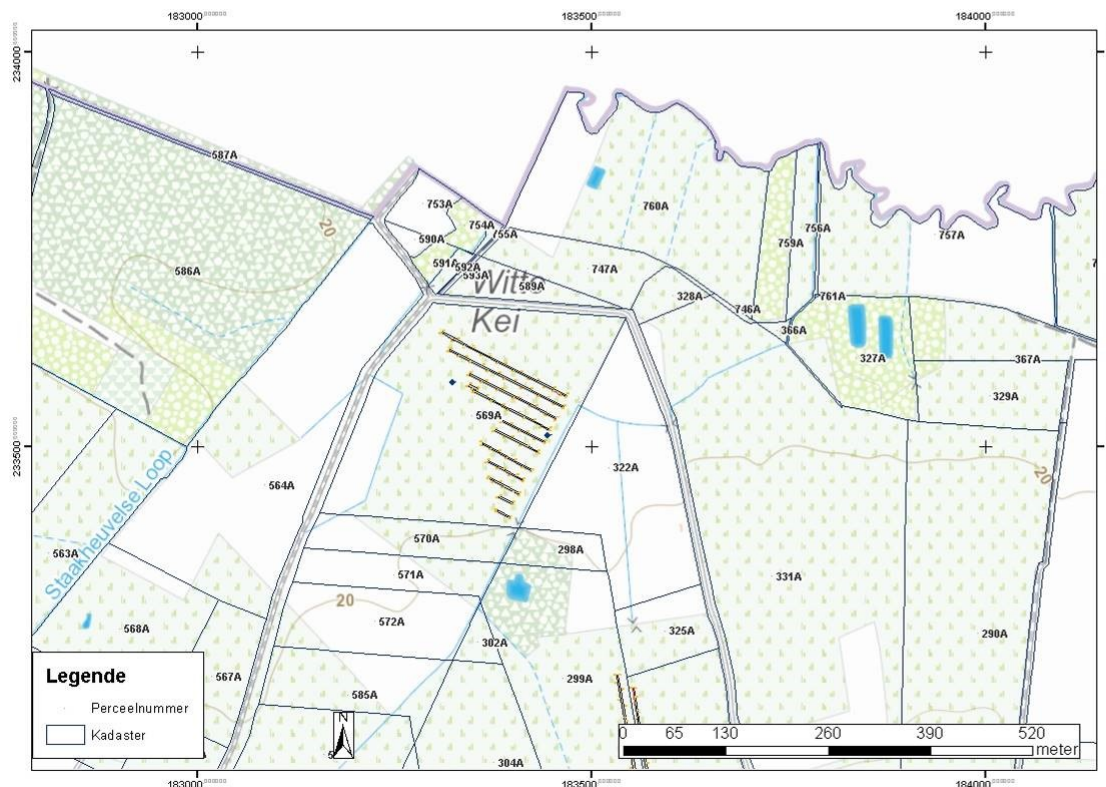 183000
183500
184000
234000
587A
753A
754A
755A
590A
591A
592A
593A
589A
Witte
Kei
760A
759A
756A
757A
747A
328A
746A
761A
366A
327A
367A
329A
20
586A
569A
564A
322A
233500
20
Staakheuvelse Loop
563A
570A
298A
571A
331A
20
572A
568A
302A
325A
290A
567A
299A
585A
304A
Legende
Perceelnummer
Kadaster
N
0 65 130 260 390 520
meter
183000
183500
184000